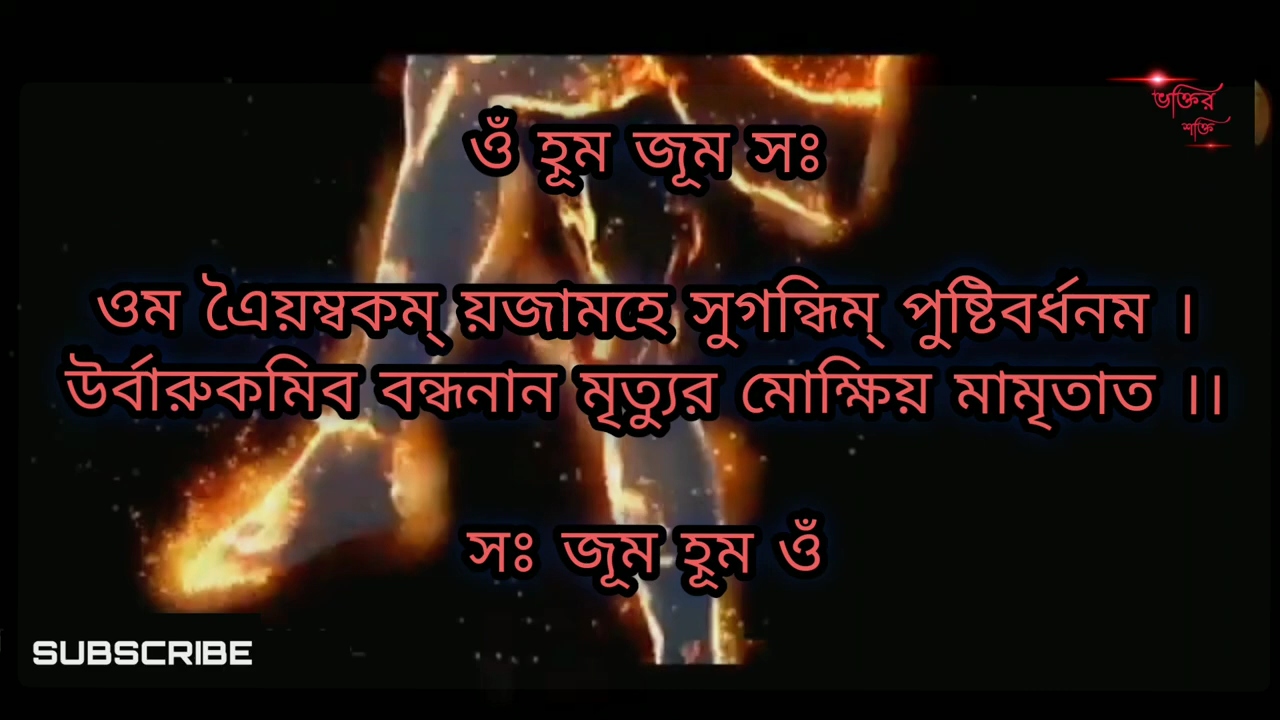 ভক্তির
শক্তি
ওঁ হূম জূম সঃ
ওম ত্রৈয়ম্বকম্ য়জামহে সুগন্ধিম্ পুষ্টিবর্ধনম ।
উর্বারুকমিব বন্ধনান মৃত্যুর মোক্ষিয় মামৃতাত ।।
সঃ জূম হূম ওঁ
SUBSCRIBE